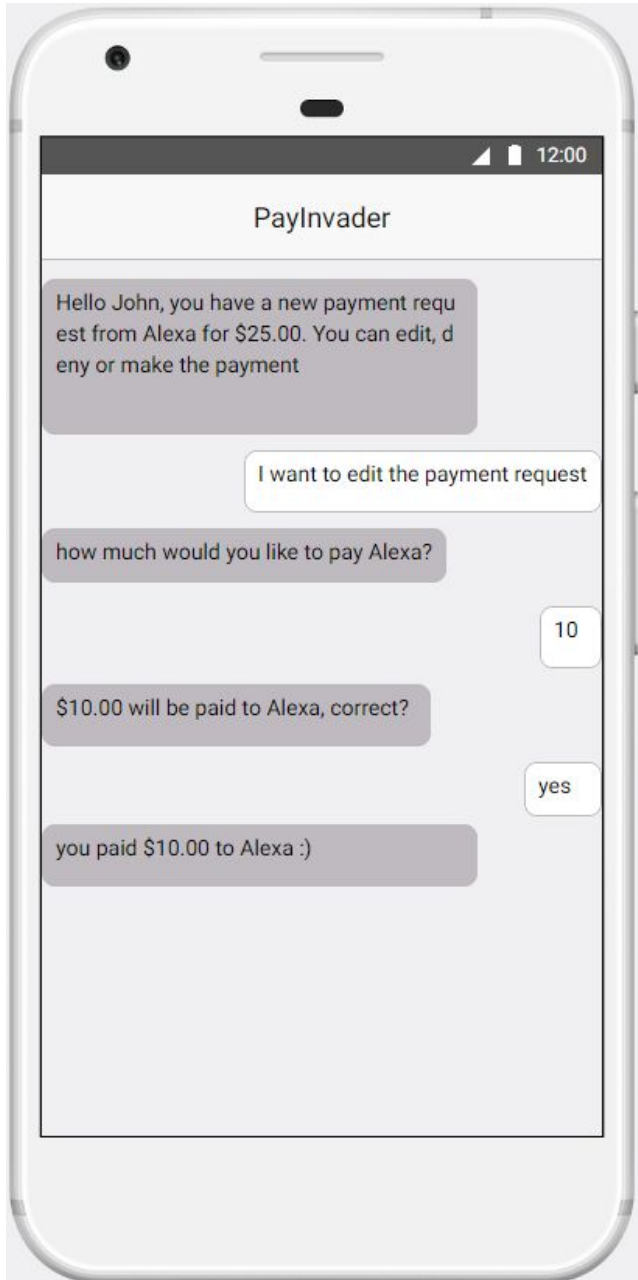 12:00
PayInvader
Hello John, you have a new payment requ
est from Alexa for $25.00. You can edit, d
eny or make the payment
I want to edit the payment request
how much would you like to pay Alexa?
10
$10.00 will be paid to Alexa, correct?
yes
you paid $10.00 to Alexa :)